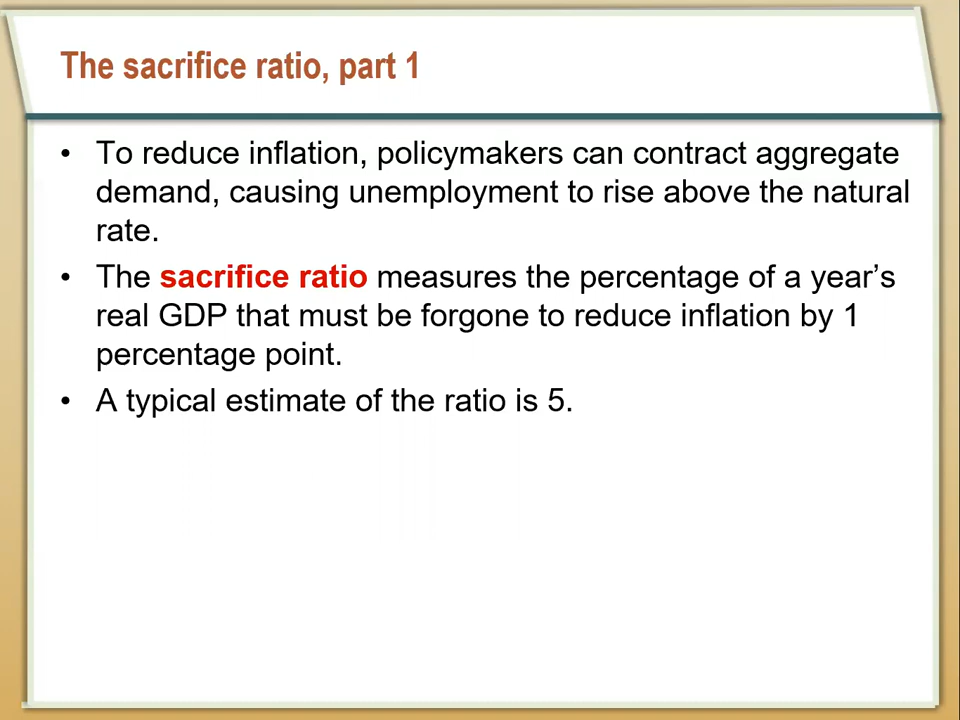 The sacrifice ratio, part 1
• To reduce inflation, policymakers can contract aggregate
demand, causing unemployment to rise above the natural
rate.
• The sacrifice ratio measures the percentage of a year’s
real GDP that must be forgone to reduce inflation by 1
percentage point.
• A typical estimate of the ratio is 5.